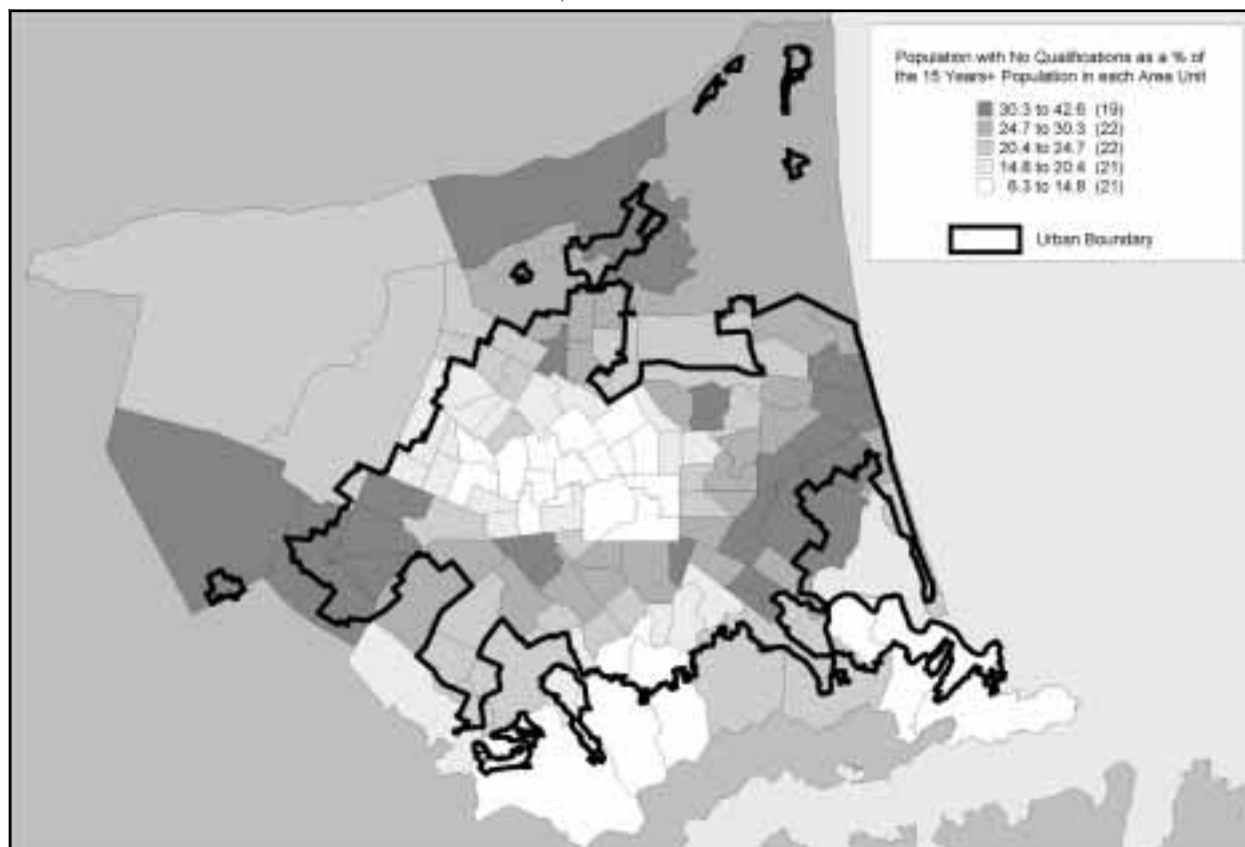 Population with No Qualifications as a % of
the 15 Years+ Population in each Area Unit
30.3 to 42.6 (19)
24.7 to 30.3 (22)
20.4 to 24.7 (22)
14.8 to 20.4 (21)
6.3 to 14.8 (21)
Urban Boundary